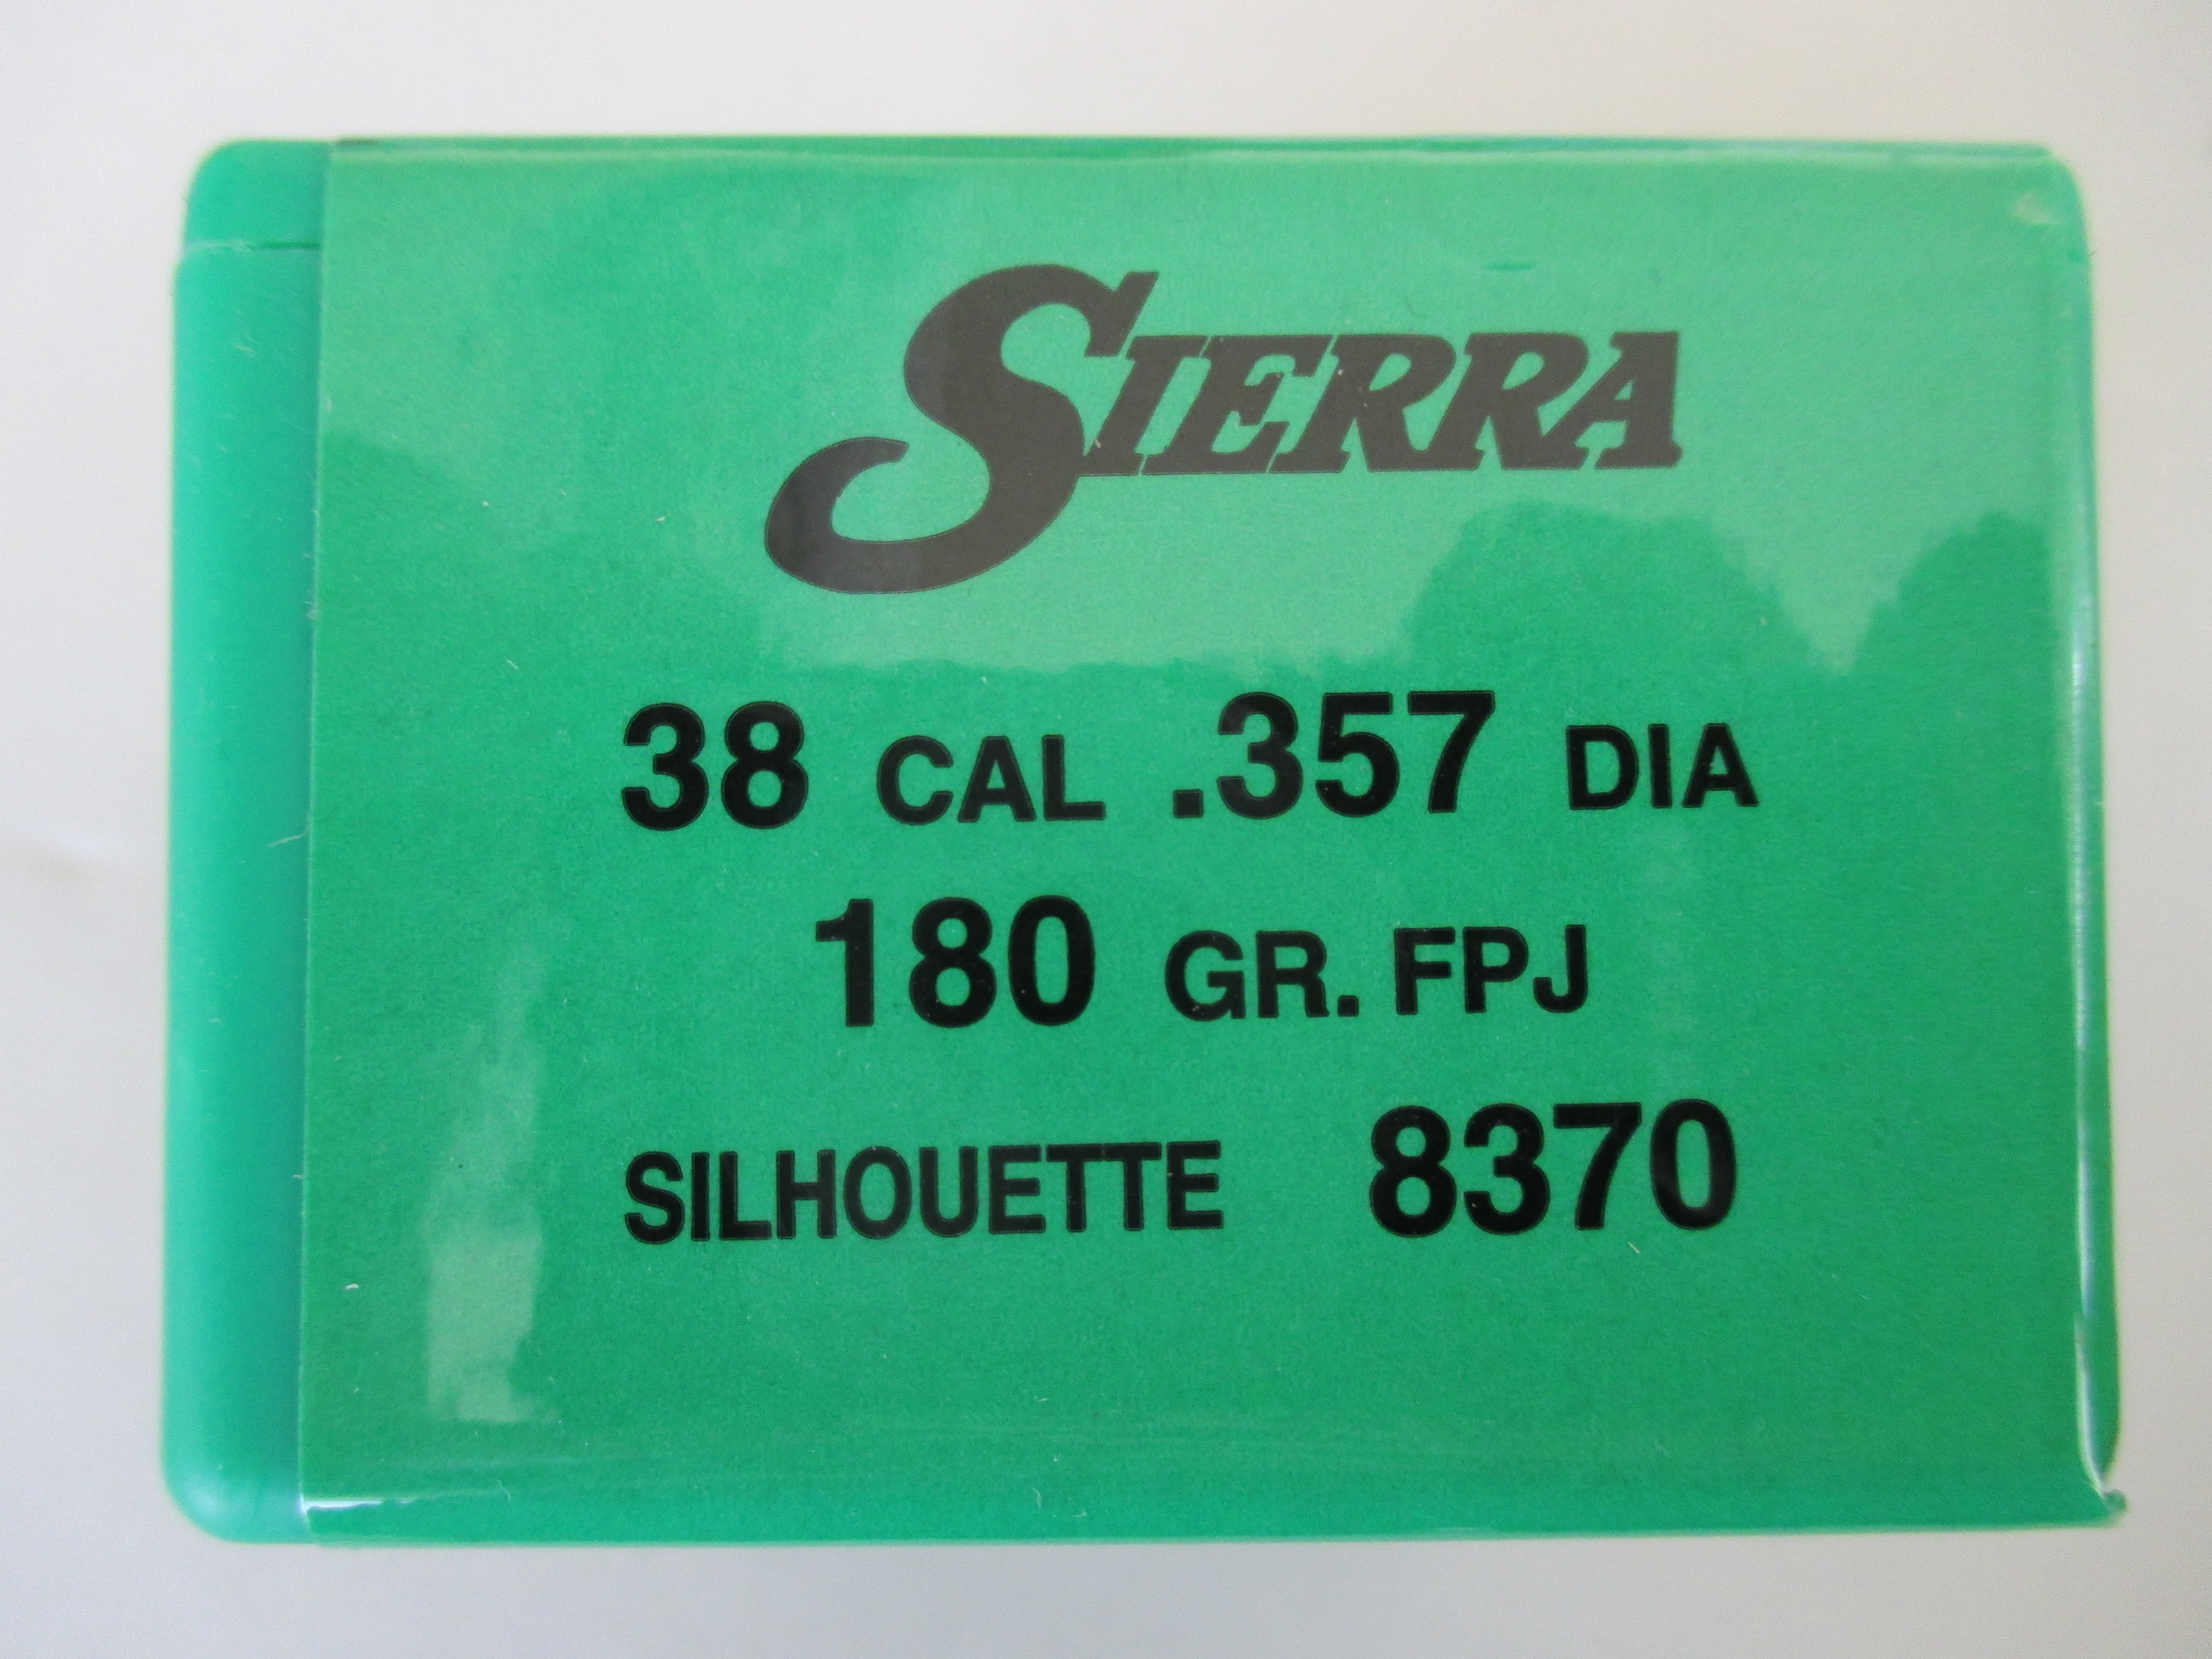 SIERRA
38 CAL .357 DIA
180 GR. FPJ
SILHOUETTE 8370